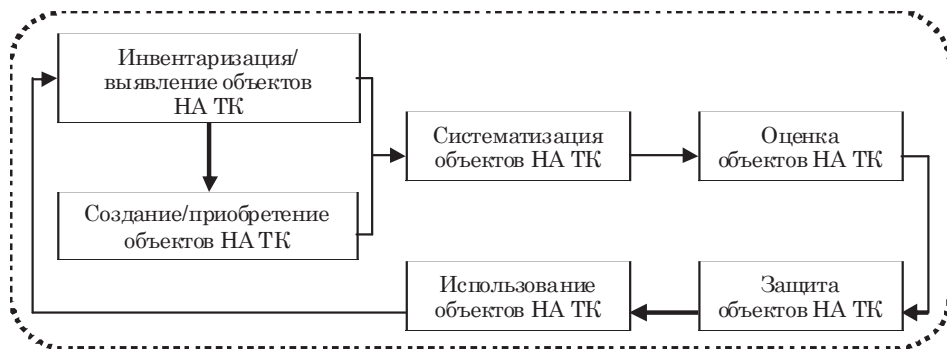 Инвентаризация/
выявление объектов
НА ТК
Создание/приобретение
объектов НА ТК
Систематизация
объектов НА ТК
Оценка
объектов НА ТК
Защита
объектов НА ТК
Использование
объектов НА ТК